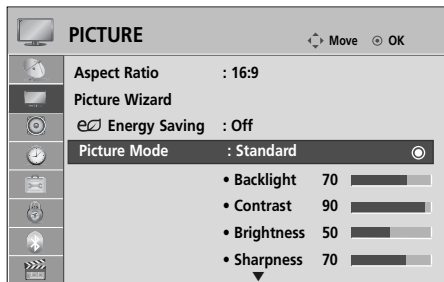 PICTURE
Move OK
Aspect Ratio : 16:9
Picture Wizard
Energy Saving : Off
Picture Mode : Standard
• Backlight 70
• Contrast 90
• Brightness 50
• Sharpness 70